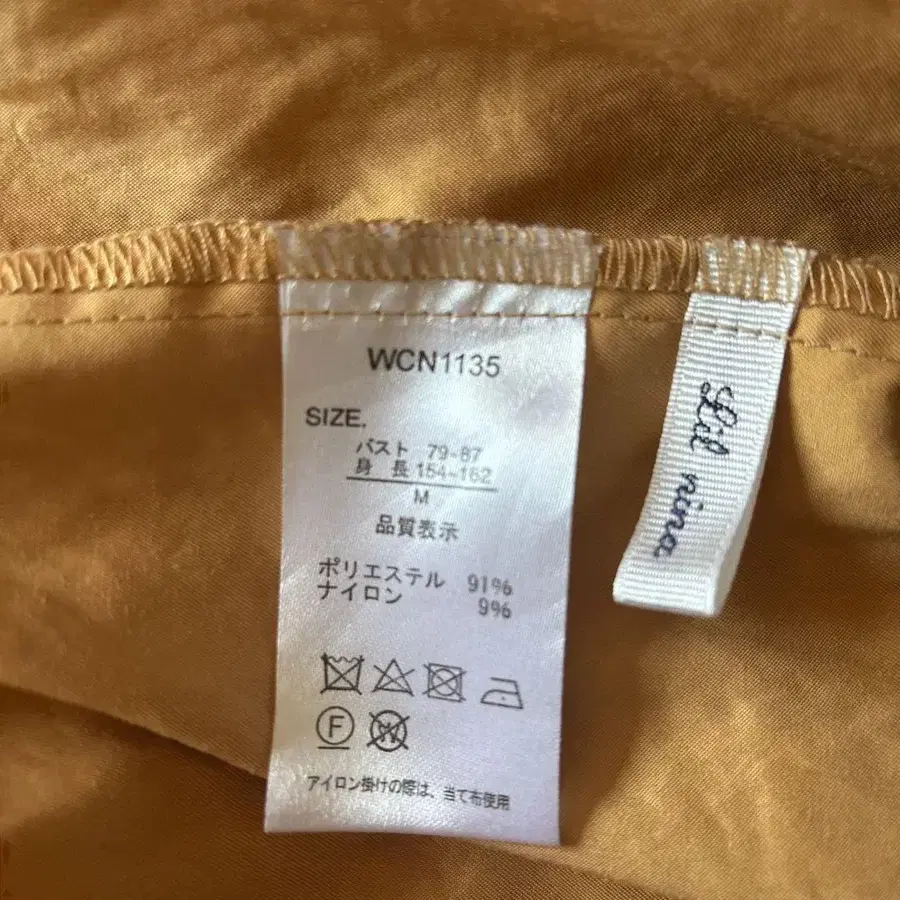 WCN1135
SIZE.
バスト 79-87
身長 154-162
M
品質表示
ポリエステル 91%
ナイロン 9%
F
W
アイロン掛けの際は、当て布使用
Lil nina